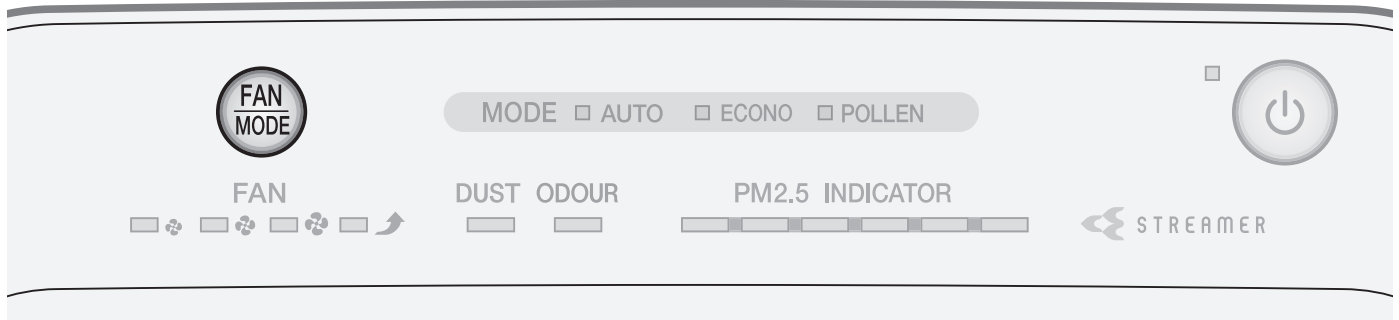 FAN
MODE
MODE AUTO ECONO POLLEN
FAN DUST ODOUR PM2.5 INDICATOR
STREAMER